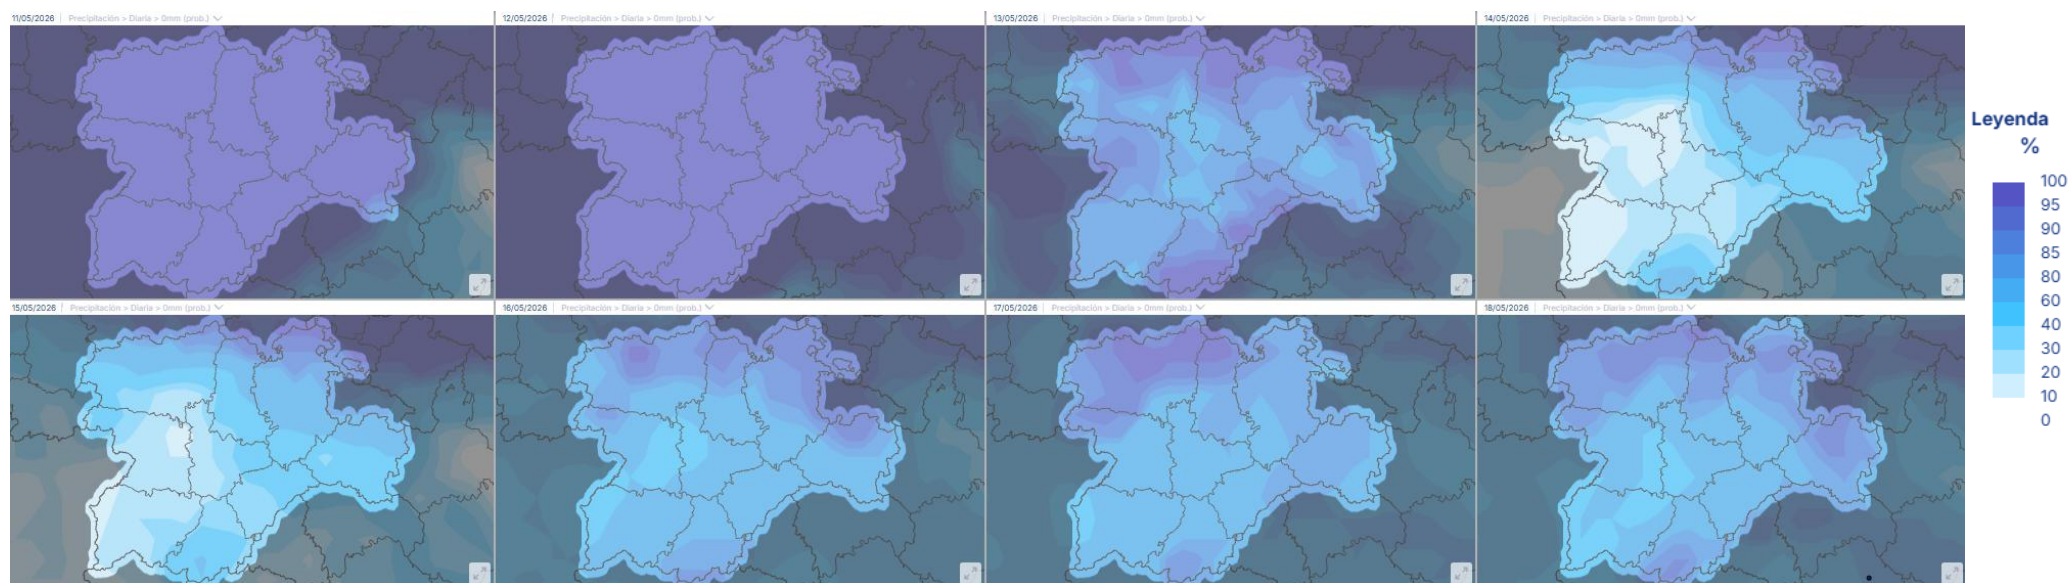 11/05/2026 Precipitación > Diaria > 0mm (prob.)
12/05/2026 Precipitación > Diaria > 0mm (prob.)
13/05/2026 Precipitación > Diaria > 0mm (prob.)
14/05/2026 Precipitación > Diaria > 0mm (prob.)
15/05/2026 Precipitación > Diaria > 0mm (prob.)
16/05/2026 Precipitación > Diaria > 0mm (prob.)
17/05/2026 Precipitación > Diaria > 0mm (prob.)
18/05/2026 Precipitación > Diaria > 0mm (prob.)
Leyenda
%
100
95
90
85
80
60
40
30
20
10
0